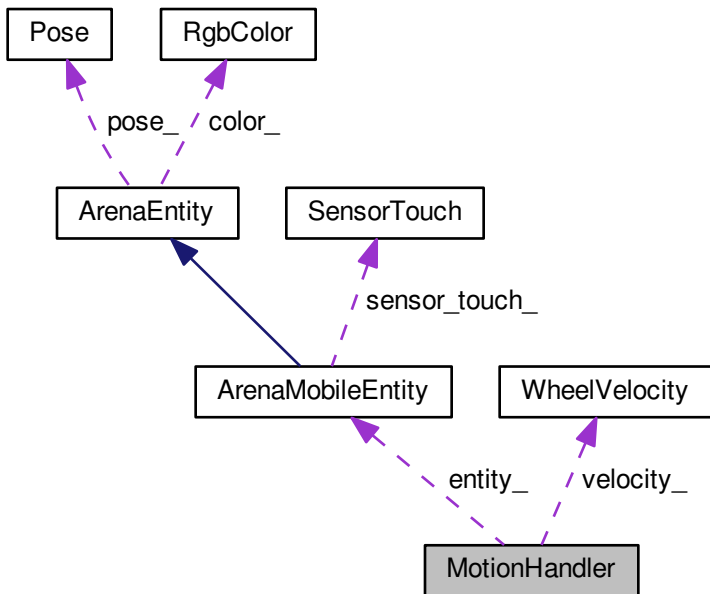 Pose
RgbColor
pose_
color_
ArenaEntity
SensorTouch
sensor_touch_
ArenaMobileEntity
WheelVelocity
entity_
velocity_
MotionHandler